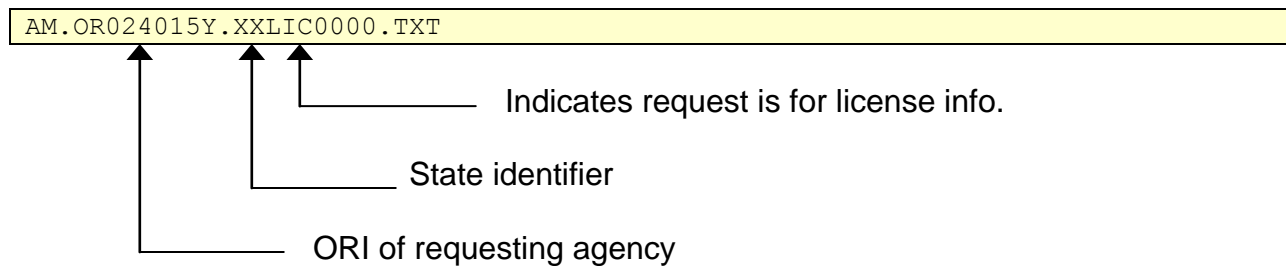 AM.OR024015Y.XXLIC0000.TXT
Indicates request is for license info.
State identifier
ORI of requesting agency